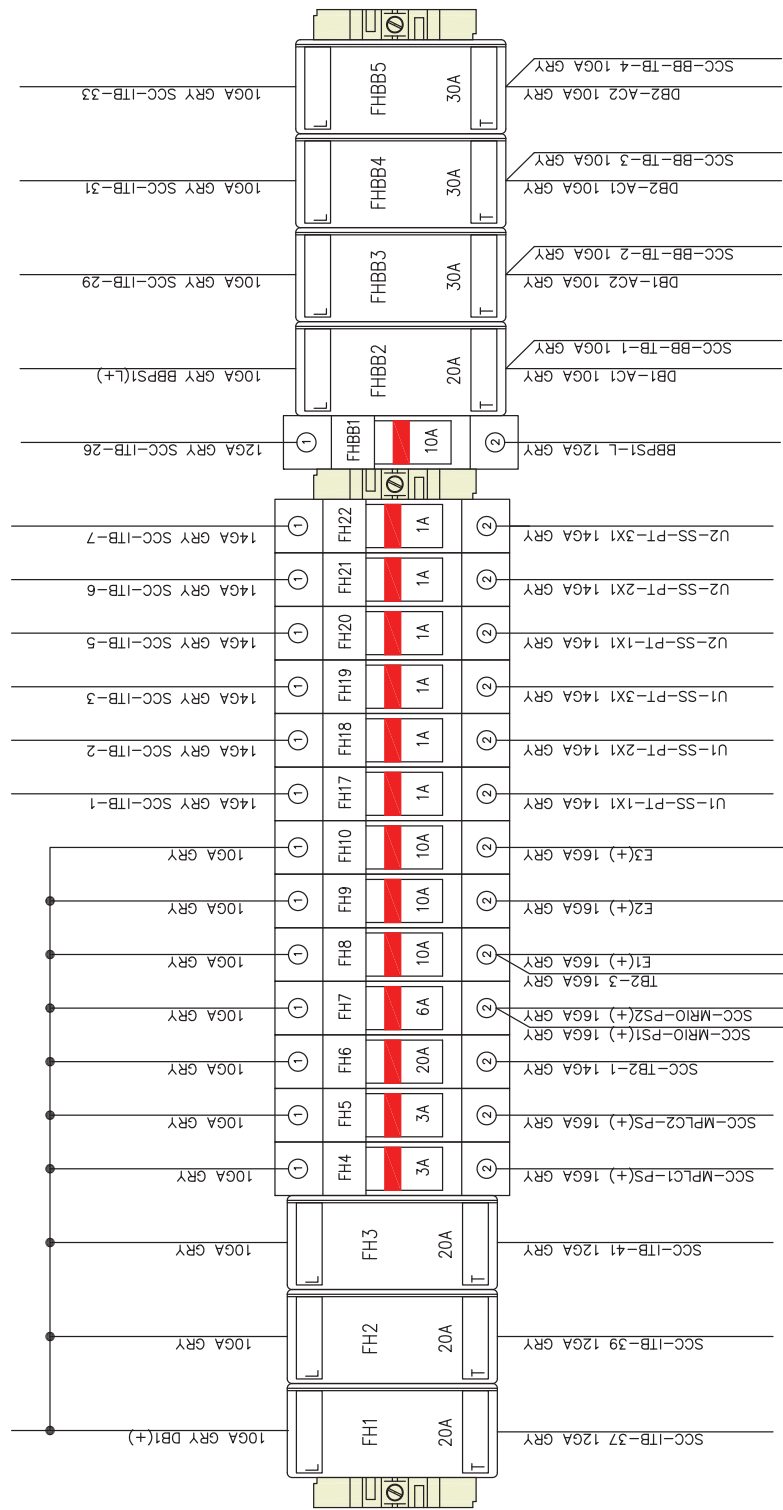 10GA GRY SCC-ITB-33
L
FHBB5
30A
T
SCC-BB-TB-4 10GA GRY
DB2-AC2 10GA GRY
10GA GRY SCC-ITB-31
L
FHBB4
30A
T
SCC-BB-TB-3 10GA GRY
DB2-AC1 10GA GRY
10GA GRY SCC-ITB-29
L
FHBB3
30A
T
SCC-BB-TB-2 10GA GRY
DB1-AC2 10GA GRY
10GA GRY BBPS1(L+)
L
FHBB2
20A
T
SCC-BB-TB-1 10GA GRY
DB1-AC1 10GA GRY
12GA GRY SCC-ITB-26
1
FHBB1
10A
2
BBPS1-L 12GA GRY
14GA GRY SCC-ITB-7
1
FH22
1A
2
U2-SS-PT-3X1 14GA GRY
14GA GRY SCC-ITB-6
1
FH21
1A
2
U2-SS-PT-2X1 14GA GRY
14GA GRY SCC-ITB-5
1
FH20
1A
2
U2-SS-PT-1X1 14GA GRY
14GA GRY SCC-ITB-3
1
FH19
1A
2
U1-SS-PT-3X1 14GA GRY
14GA GRY SCC-ITB-2
1
FH18
1A
2
U1-SS-PT-2X1 14GA GRY
14GA GRY SCC-ITB-1
1
FH17
1A
2
U1-SS-PT-1X1 14GA GRY
10GA GRY
1
FH10
10A
2
E3(+) 16GA GRY
10GA GRY
1
FH9
10A
2
E2(+) 16GA GRY
10GA GRY
1
FH8
10A
2
E1(+) 16GA GRY
TB2-3 16GA GRY
10GA GRY
1
FH7
6A
2
SCC-MRIO-PS2(+) 16GA GRY
SCC-MRIO-PS1(+) 16GA GRY
10GA GRY
1
FH6
20A
2
SCC-TB2-1 14GA GRY
10GA GRY
1
FH5
3A
2
SCC-MPLC2-PS(+) 16GA GRY
10GA GRY
1
FH4
3A
2
SCC-MPLC1-PS(+) 16GA GRY
10GA GRY
L
FH3
20A
T
SCC-ITB-41 12GA GRY
10GA GRY
L
FH2
20A
T
SCC-ITB-39 12GA GRY
10GA GRY DB1(+)
L
FH1
20A
T
SCC-ITB-37 12GA GRY